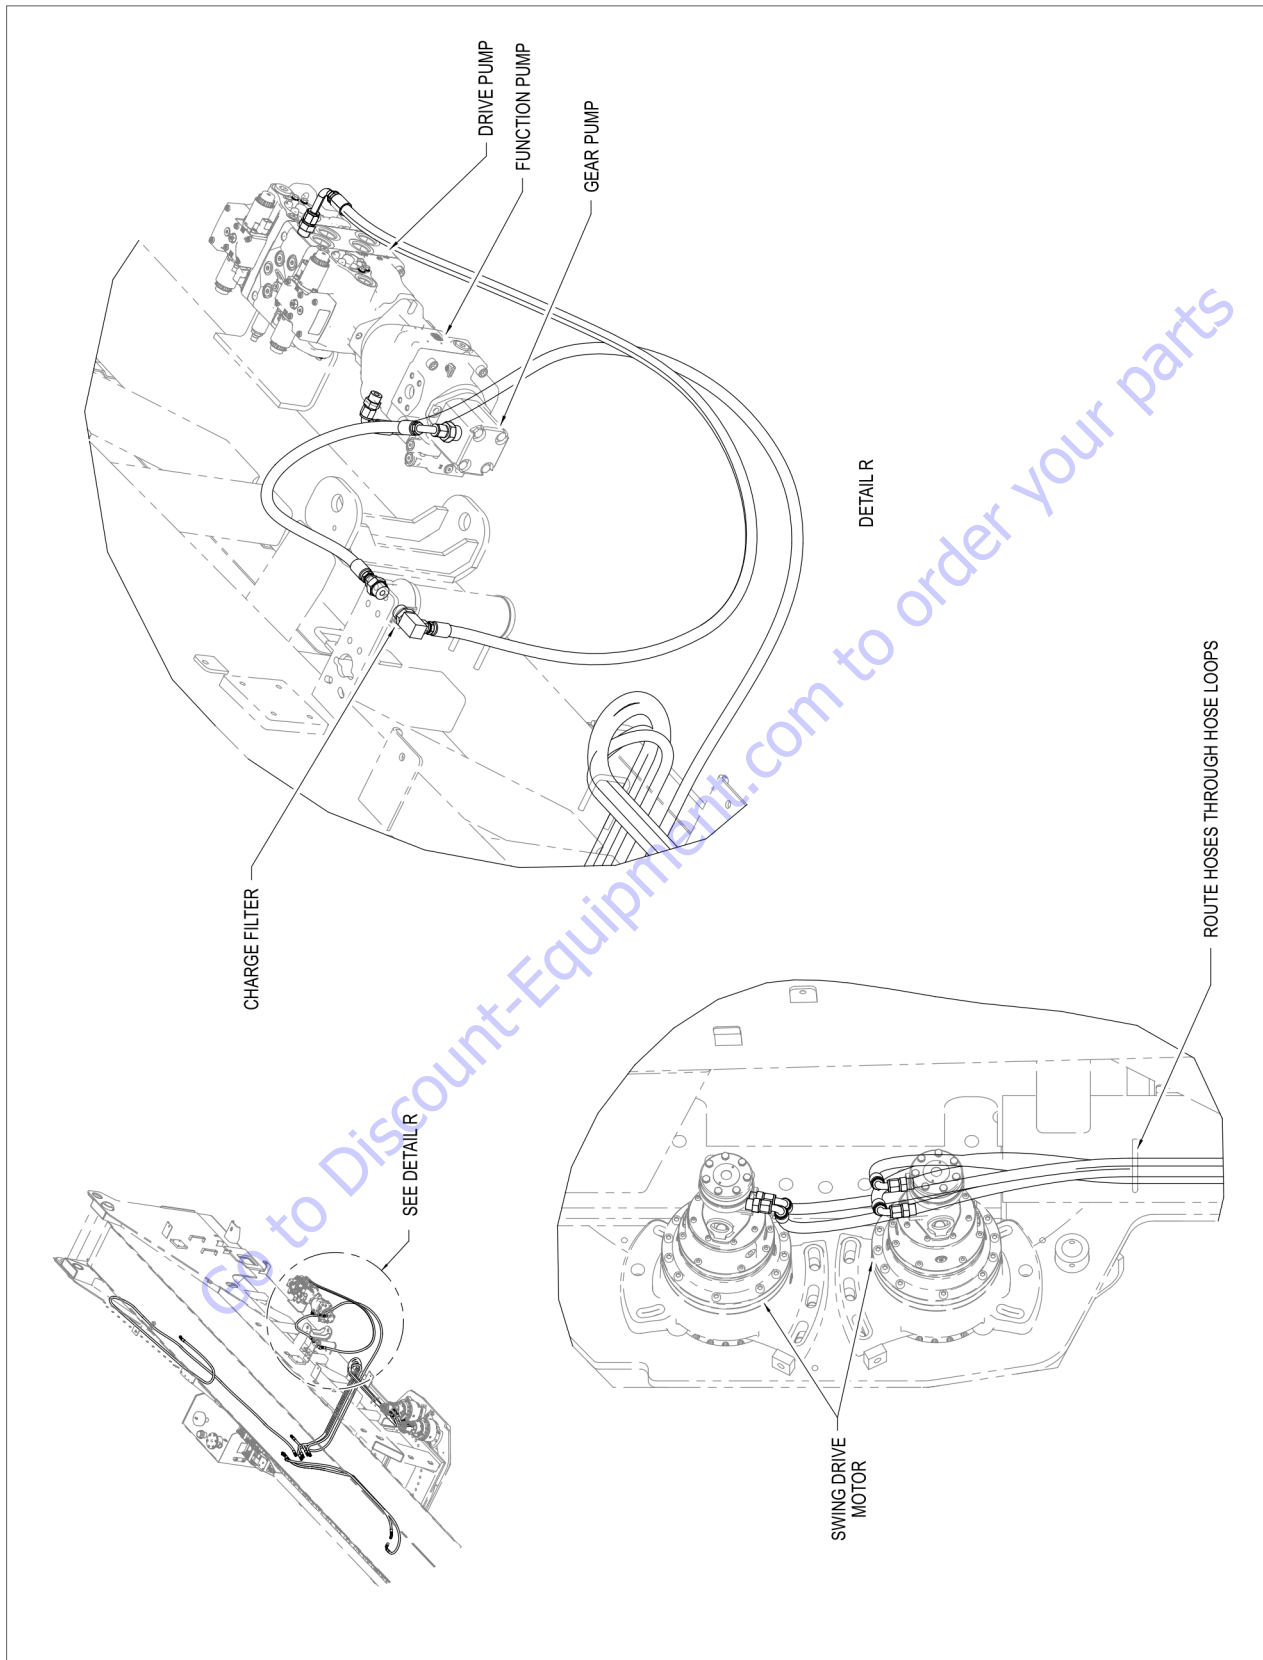 DRIVE PUMP
FUNCTION PUMP
GEAR PUMP
CHARGE FILTER
DETAIL R
SEE DETAIL R
SWING DRIVE
MOTOR
ROUTE HOSES THROUGH HOSE LOOPS
Go to Discount-Equipment.com to order your parts